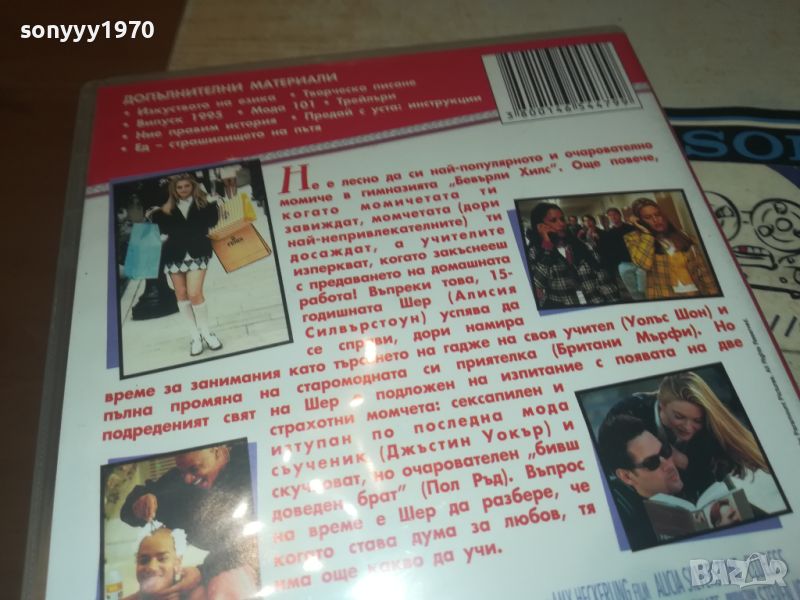 sonyyy1970
ДОПЪЛНИТЕЛНИ МАТЕРИАЛИ
• Изкуството на езика • Творческо писане
• Випуск 1995 • Мода 101 • Трейлъри
• Ние правим история • Предай с уста: инструкции
• Ед – страшилището на пътя
3800146544799
SON
Не е лесно да си най-популярното и очарователно
момиче в гимназията „Бевърли Хилс". Още повече,
когато момичетата ти
завиждат, момчетата (дори
най-непривлекателните) ти
досаждат, а учителите
изперкват, когато закъснееш
с предаването на домашната
работа! Въпреки това, 15-
годишната Шер (Алисия
Силвърстоун) успява да
се справи, дори намира
време за занимания като търсенето на гадже на своя учител (Уолъс Шон) и
пълна промяна на старомодната си приятелка (Британи Мърфи). Но
подреденият свят на Шер е подложен на изпитание с появата на две
страхотни момчета: сексапилен и
изтупан по последна мода
съученик (Джъстин Уокър) и
скучноват, но очарователен „бивш
доведен брат" (Пол Ръд). Въпрос
на време е Шер да разбере, че
когато става дума за любов, тя
има още какво да учи.
AMY HECKERLING FILM ALICIA
BAZAR